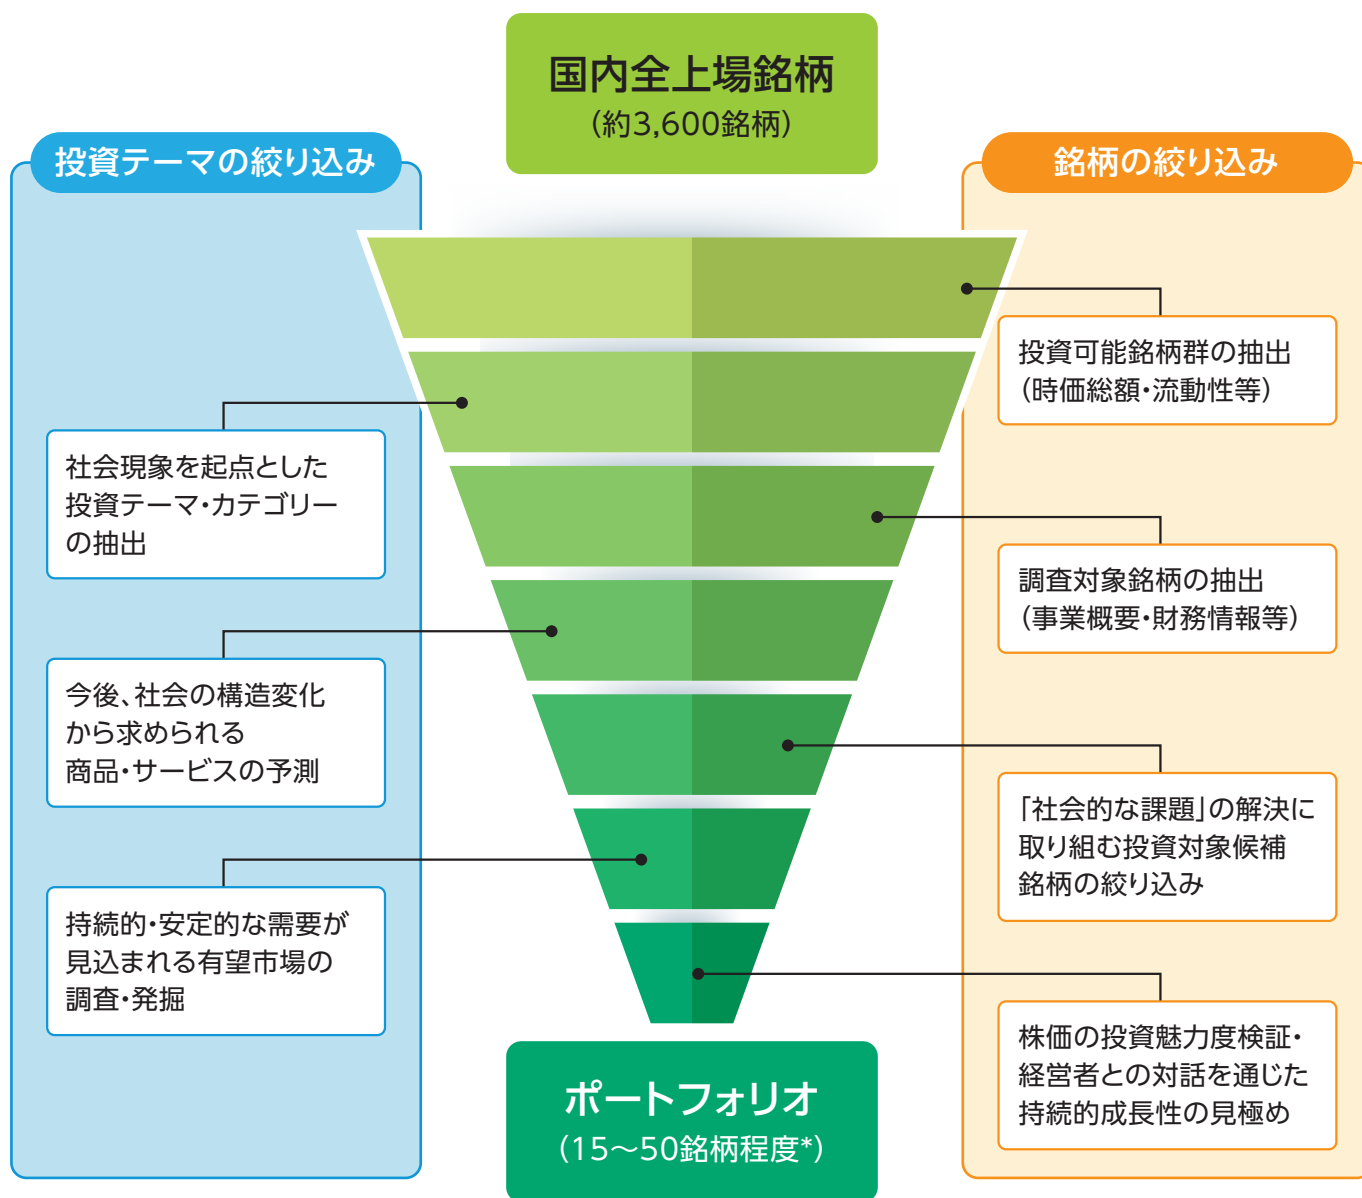 国内全上場銘柄
(約3,600銘柄)
投資テーマの絞り込み
社会現象を起点とした
投資テーマ・カテゴリー
の抽出
今後、社会の構造変化
から求められる
商品・サービスの予測
持続的・安定的な需要が
見込まれる有望市場の
調査・発掘
銘柄の絞り込み
投資可能銘柄群の抽出
(時価総額・流動性等)
調査対象銘柄の抽出
(事業概要・財務情報等)
「社会的な課題」の解決に
取り組む投資対象候補
銘柄の絞り込み
株価の投資魅力度検証・
経営者との対話を通じた
持続的成長性の見極め
ポートフォリオ
(15～50銘柄程度*)